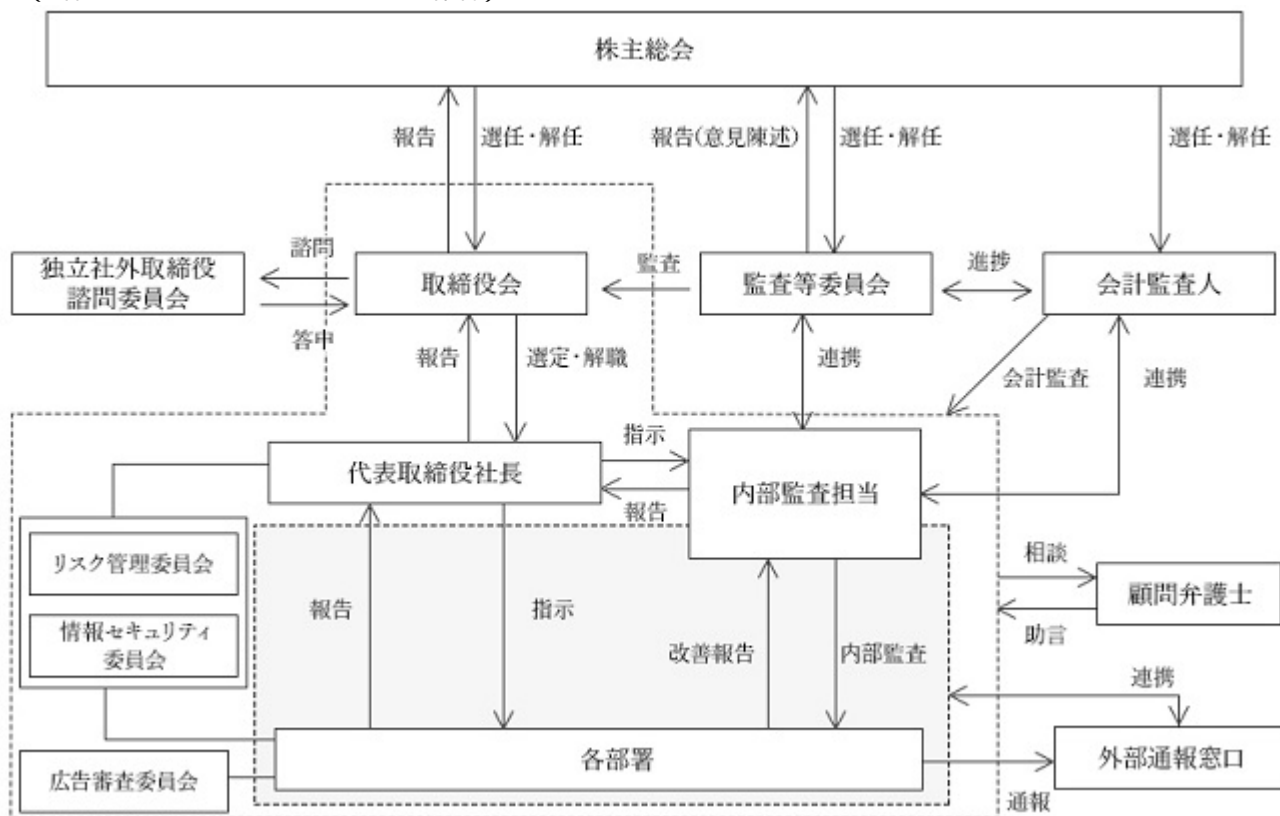 株主総会
報告
選任・解任
報告(意見陳述)
選任・解任
選任・解任
独立社外取締役
諮問委員会
諮問
答申
取締役会
監査
監査等委員会
進捗
会計監査人
報告
選定・解職
連携
会計監査
連携
代表取締役社長
指示
報告
内部監査担当
リスク管理委員会
情報セキュリティ
委員会
報告
指示
改善報告
内部監査
相談
助言
顧問弁護士
連携
広告審査委員会
各部署
通報
外部通報窓口